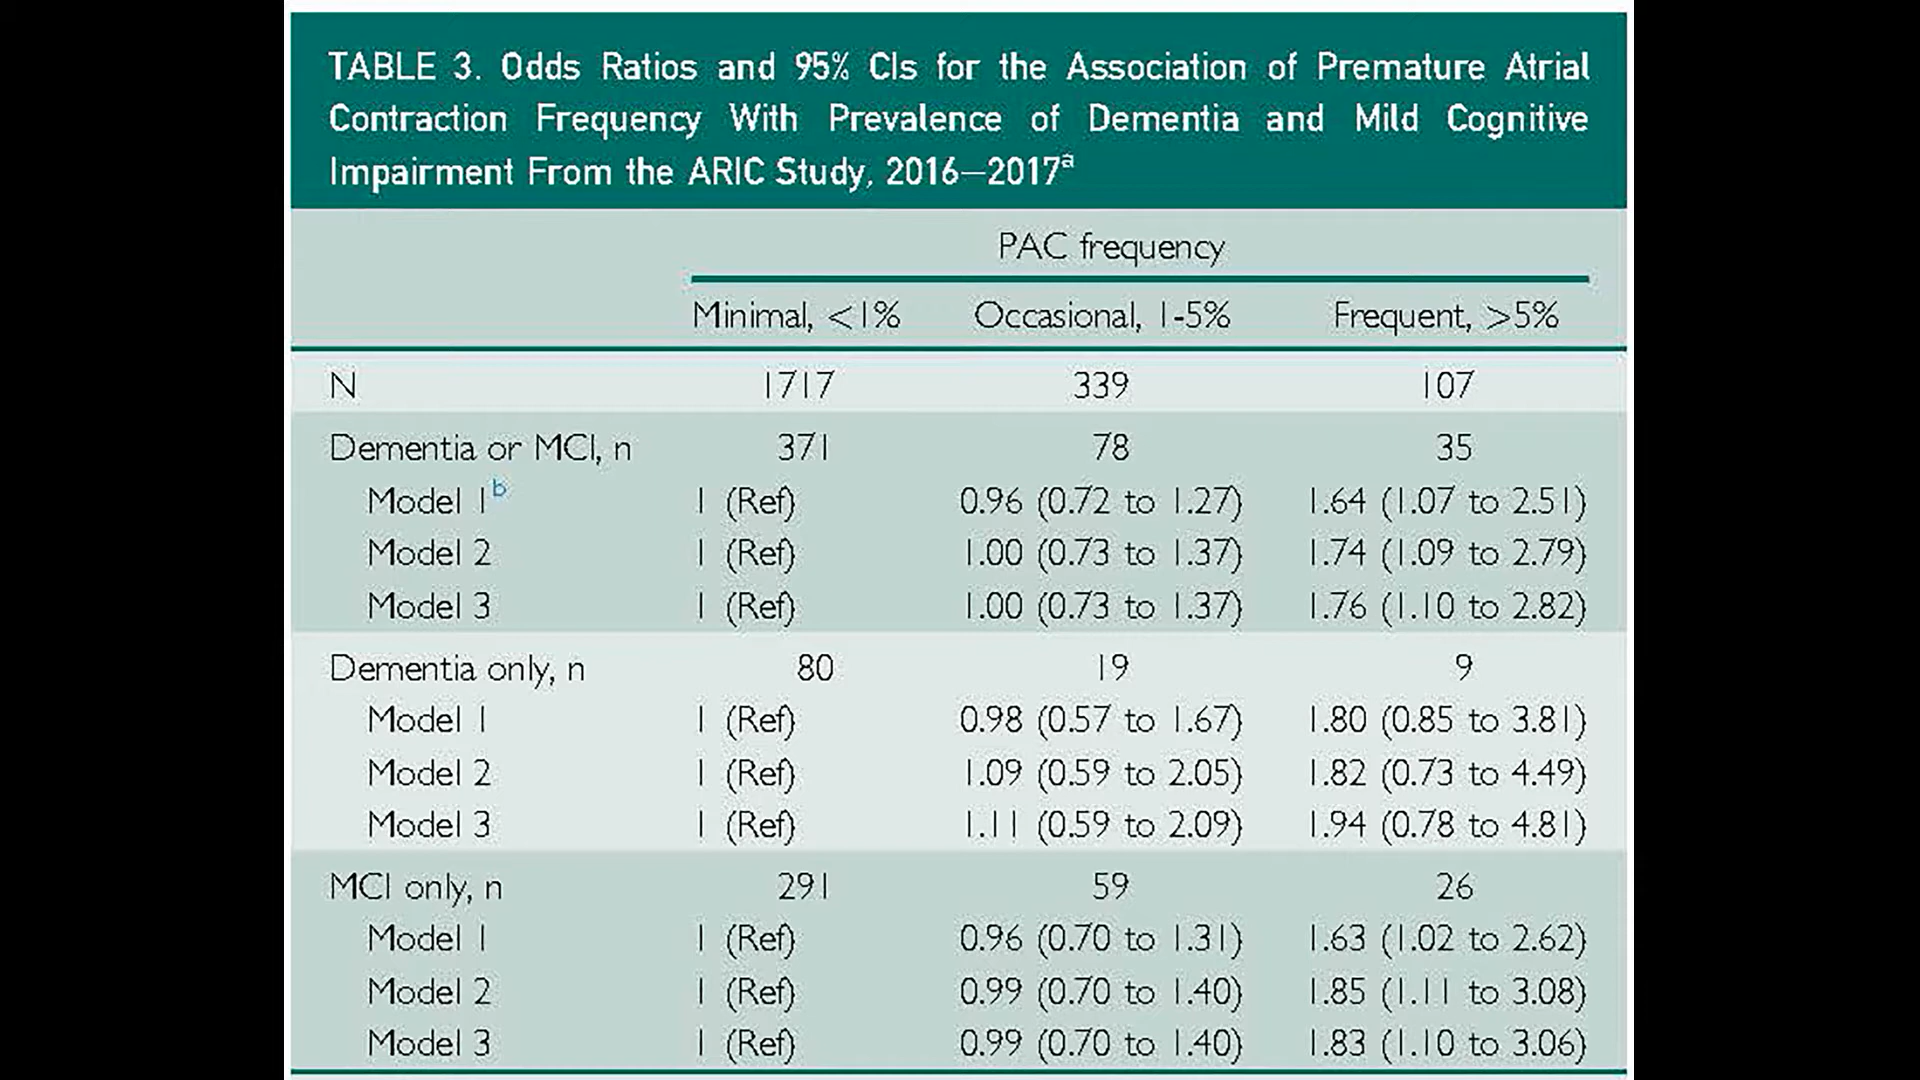 TABLE 3. Odds Ratios and 95% CIs for the Association of Premature Atrial
Contraction Frequency With Prevalence of Dementia and Mild Cognitive
Impairment From the ARIC Study, 2016–2017a
PAC frequency
Minimal, <1% Occasional, 1-5% Frequent, >5%
N 1717 339 107
Dementia or MCI, n 371 78 35
Model 1b 1 (Ref) 0.96 (0.72 to 1.27) 1.64 (1.07 to 2.51)
Model 2 1 (Ref) 1.00 (0.73 to 1.37) 1.74 (1.09 to 2.79)
Model 3 1 (Ref) 1.00 (0.73 to 1.37) 1.76 (1.10 to 2.82)
Dementia only, n 80 19 9
Model 1 1 (Ref) 0.98 (0.57 to 1.67) 1.80 (0.85 to 3.81)
Model 2 1 (Ref) 1.09 (0.59 to 2.05) 1.82 (0.73 to 4.49)
Model 3 1 (Ref) 1.11 (0.59 to 2.09) 1.94 (0.78 to 4.81)
MCI only, n 291 59 26
Model 1 1 (Ref) 0.96 (0.70 to 1.31) 1.63 (1.02 to 2.62)
Model 2 1 (Ref) 0.99 (0.70 to 1.40) 1.85 (1.11 to 3.08)
Model 3 1 (Ref) 0.99 (0.70 to 1.40) 1.83 (1.10 to 3.06)